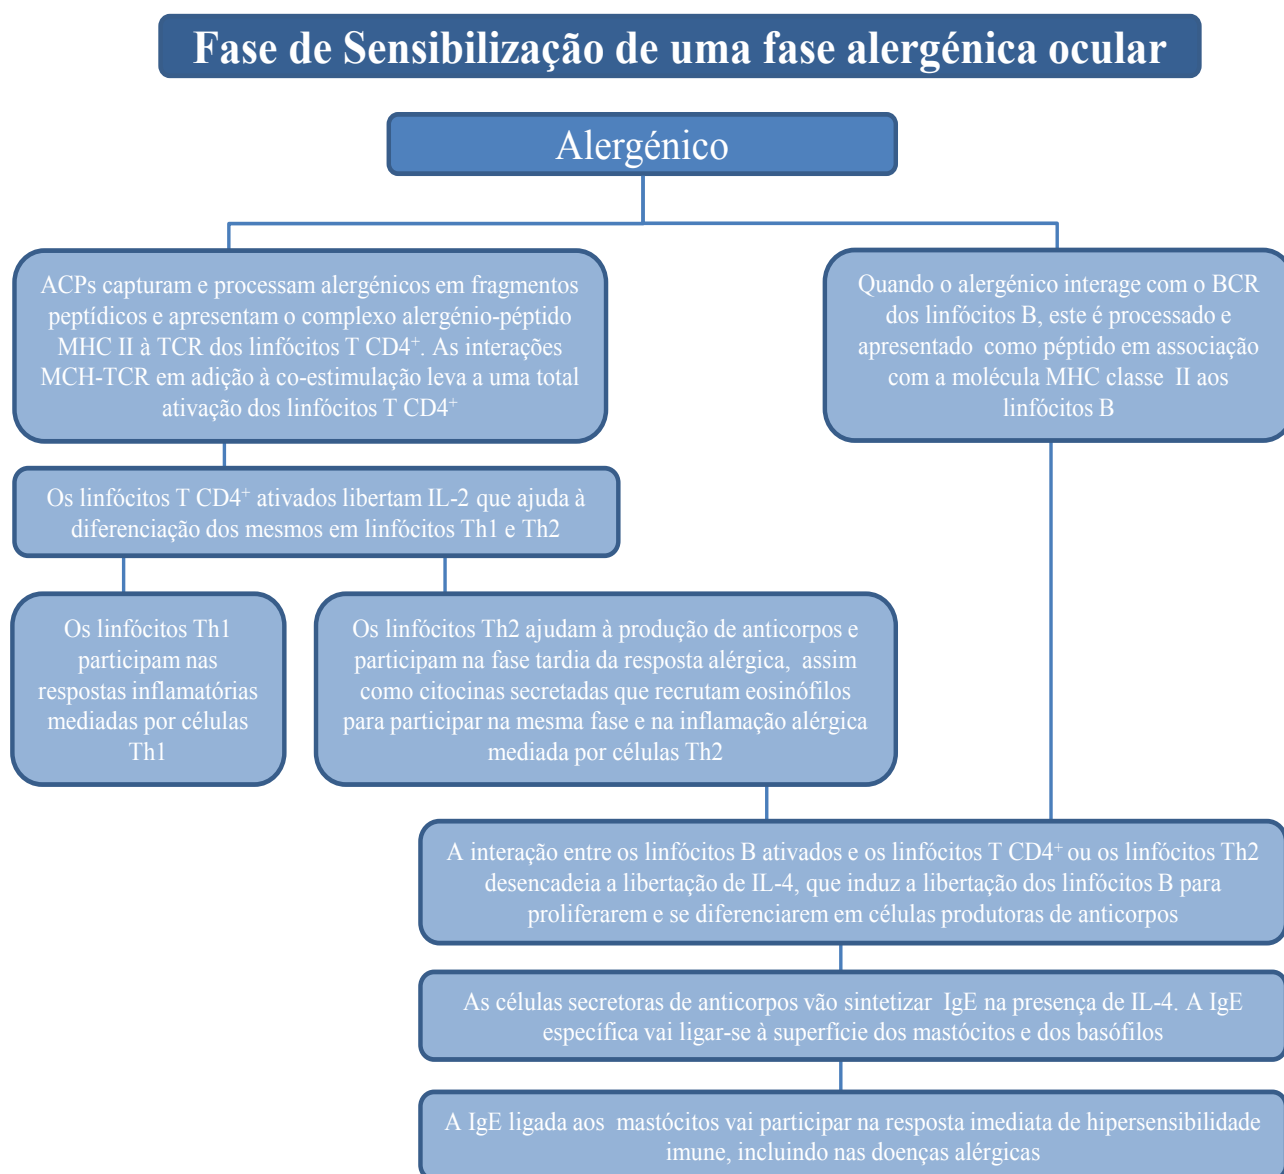 Fase de Sensibilização de uma fase alergénica ocular
Alergénico
ACPs capturam e processam alergénicos em fragmentos
peptídicos e apresentam o complexo alergénio-péptido
MHC II à TCR dos linfócitos T CD4⁺. As interações
MCH-TCR em adição à co-estimulação leva a uma total
ativação dos linfócitos T CD4⁺
Quando o alergénico interage com o BCR
dos linfócitos B, este é processado e
apresentado como péptido em associação
com a molécula MHC classe II aos
linfócitos B
Os linfócitos T CD4⁺ ativados libertam IL-2 que ajuda à
diferenciação dos mesmos em linfócitos Th1 e Th2
Os linfócitos Th1
participam nas
respostas inflamatórias
mediadas por células
Th1
Os linfócitos Th2 ajudam à produção de anticorpos e
participam na fase tardia da resposta alérgica, assim
como citocinas secretadas que recrutam eosinófilos
para participar na mesma fase e na inflamação alérgica
mediada por células Th2
A interação entre os linfócitos B ativados e os linfócitos T CD4⁺ ou os linfócitos Th2
desencadeia a libertação de IL-4, que induz a libertação dos linfócitos B para
proliferarem e se diferenciarem em células produtoras de anticorpos
As células secretoras de anticorpos vão sintetizar IgE na presença de IL-4. A IgE
específica vai ligar-se à superfície dos mastócitos e dos basófilos
A IgE ligada aos mastócitos vai participar na resposta imediata de hipersensibilidade
imune, incluindo nas doenças alérgicas